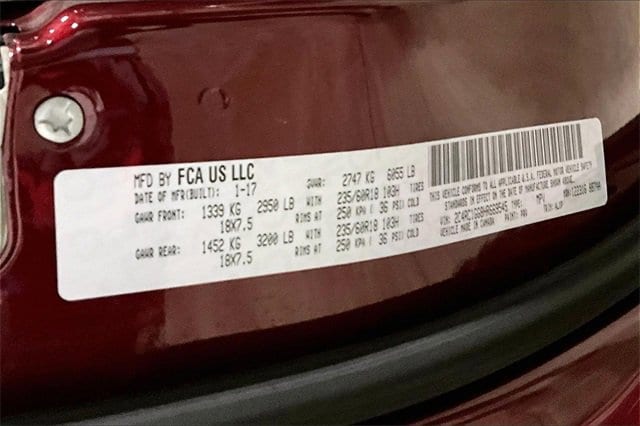 MFD BY FCA US LLC
DATE OF MFR(BUILT): 1-17
GVWR: 2747 KG 6055 LB
GAWR FRONT: 1339 KG 2950 LB WITH 235/60R18 103H TIRES
18X7.5 RIMS AT 250 KPA( 36 PSI) COLD
GAWR REAR: 1452 KG 3200 LB WITH 235/60R18 103H TIRES
18X7.5 RIMS AT 250 KPA( 36 PSI) COLD
THIS VEHICLE CONFORMS TO ALL
APPLICABLE U.S.A. FEDERAL MOTOR VEHICLE SAFETY
STANDARDS IN EFFECT ON THE DATE OF MANUFACTURE SHOWN ABOVE.
VIN: TYPE: MPV
VEHICLE MADE IN CANADA PAINT: TRIM: